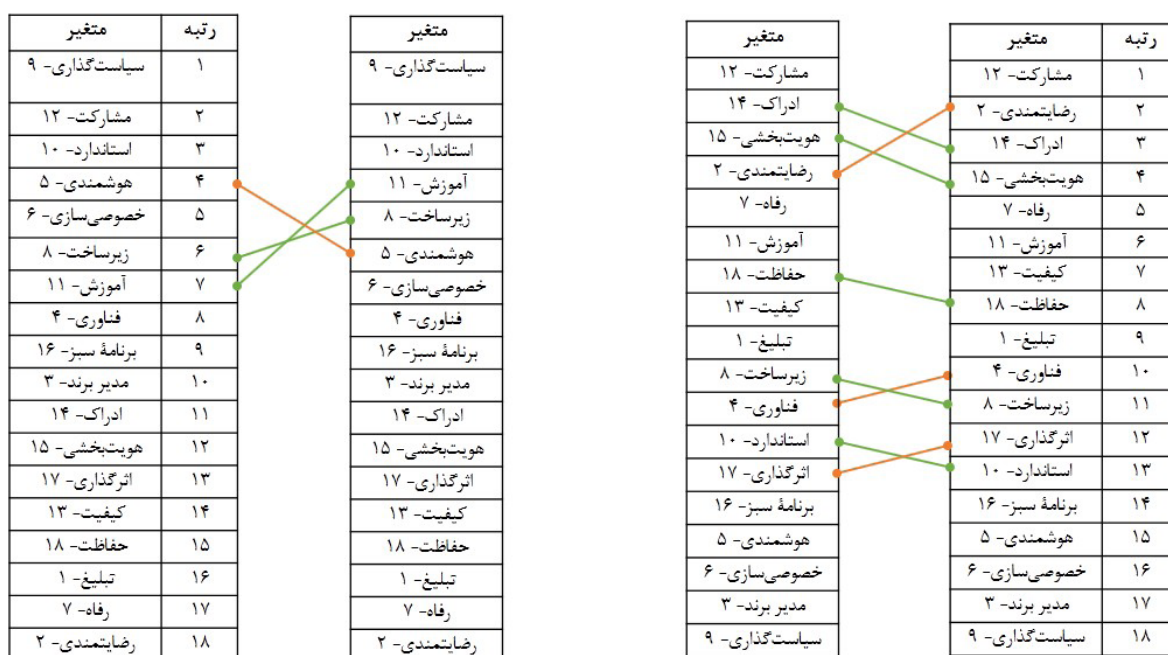 رتبه متغیر
۱ مشارکت- ۱۲
۲ رضایتمندی- ۲
۳ ادراک- ۱۴
۴ هویت‌بخشی- ۱۵
۵ رفاه- ۷
۶ آموزش- ۱۱
۷ کیفیت- ۱۳
۸ حفاظت- ۱۸
۹ تبلیغ- ۱
۱۰ فناوری- ۴
۱۱ زیرساخت- ۸
۱۲ اثرگذاری- ۱۷
۱۳ استاندارد- ۱۰
۱۴ برنامهٔ سبز- ۱۶
۱۵ هوشمندی- ۵
۱۶ خصوصی‌سازی- ۶
۱۷ مدیر برند- ۳
۱۸ سیاست‌گذاری- ۹
متغیر
مشارکت- ۱۲
ادراک- ۱۴
هویت‌بخشی- ۱۵
رضایتمندی- ۲
رفاه- ۷
آموزش- ۱۱
حفاظت- ۱۸
کیفیت- ۱۳
تبلیغ- ۱
زیرساخت- ۸
فناوری- ۴
استاندارد- ۱۰
اثرگذاری- ۱۷
برنامهٔ سبز- ۱۶
هوشمندی- ۵
خصوصی‌سازی- ۶
مدیر برند- ۳
سیاست‌گذاری- ۹
متغیر
سیاست‌گذاری- ۹
مشارکت- ۱۲
استاندارد- ۱۰
آموزش- ۱۱
زیرساخت- ۸
هوشمندی- ۵
خصوصی‌سازی- ۶
فناوری- ۴
برنامهٔ سبز- ۱۶
مدیر برند- ۳
ادراک- ۱۴
هویت‌بخشی- ۱۵
اثرگذاری- ۱۷
کیفیت- ۱۳
حفاظت- ۱۸
تبلیغ- ۱
رفاه- ۷
رضایتمندی- ۲
رتبه متغیر
۱ سیاست‌گذاری- ۹
۲ مشارکت- ۱۲
۳ استاندارد- ۱۰
۴ هوشمندی- ۵
۵ خصوصی‌سازی- ۶
۶ زیرساخت- ۸
۷ آموزش- ۱۱
۸ فناوری- ۴
۹ برنامهٔ سبز- ۱۶
۱۰ مدیر برند- ۳
۱۱ ادراک- ۱۴
۱۲ هویت‌بخشی- ۱۵
۱۳ اثرگذاری- ۱۷
۱۴ کیفیت- ۱۳
۱۵ حفاظت- ۱۸
۱۶ تبلیغ- ۱
۱۷ رفاه- ۷
۱۸ رضایتمندی- ۲